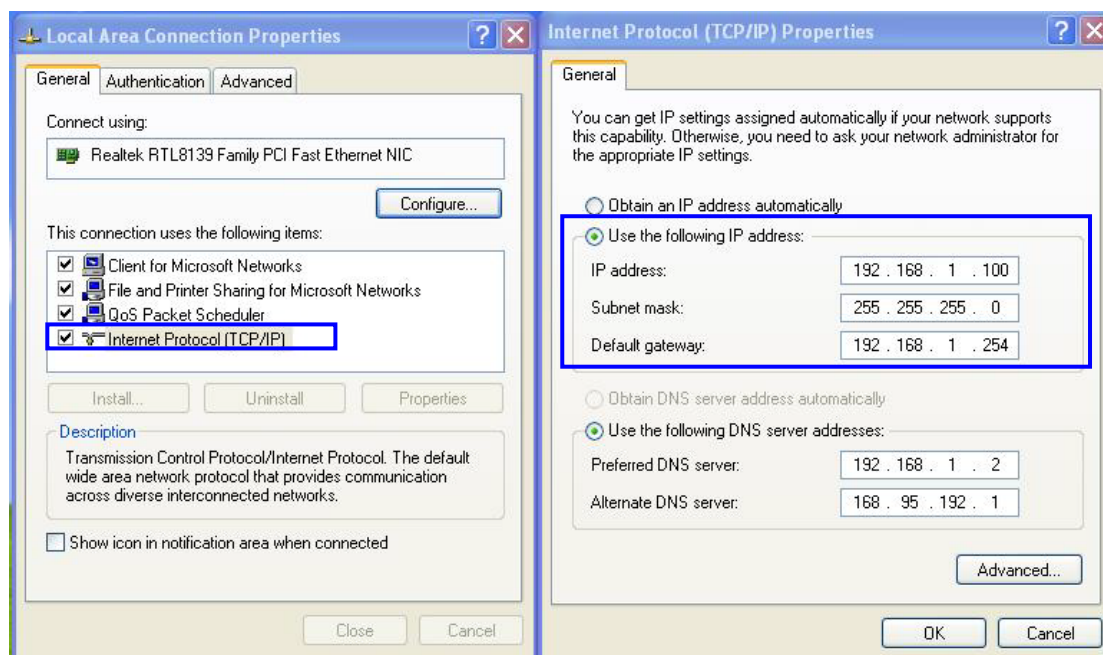 Local Area Connection Properties
General Authentication Advanced
Connect using:
Realtek RTL8139 Family PCI Fast Ethernet NIC
Configure...
This connection uses the following items:
Client for Microsoft Networks
File and Printer Sharing for Microsoft Networks
QoS Packet Scheduler
Internet Protocol (TCP/IP)
Install... Uninstall Properties
Description
Transmission Control Protocol/Internet Protocol. The default
wide area network protocol that provides communication
across diverse interconnected networks.
Show icon in notification area when connected
Close Cancel
Internet Protocol (TCP/IP) Properties
General
You can get IP settings assigned automatically if your network supports
this capability. Otherwise, you need to ask your network administrator for
the appropriate IP settings.
Obtain an IP address automatically
Use the following IP address:
IP address: 192 . 168 . 1 . 100
Subnet mask: 255 . 255 . 255 . 0
Default gateway: 192 . 168 . 1 . 254
Obtain DNS server address automatically
Use the following DNS server addresses:
Preferred DNS server: 192 . 168 . 1 . 2
Alternate DNS server: 168 . 95 . 192 . 1
Advanced...
OK Cancel